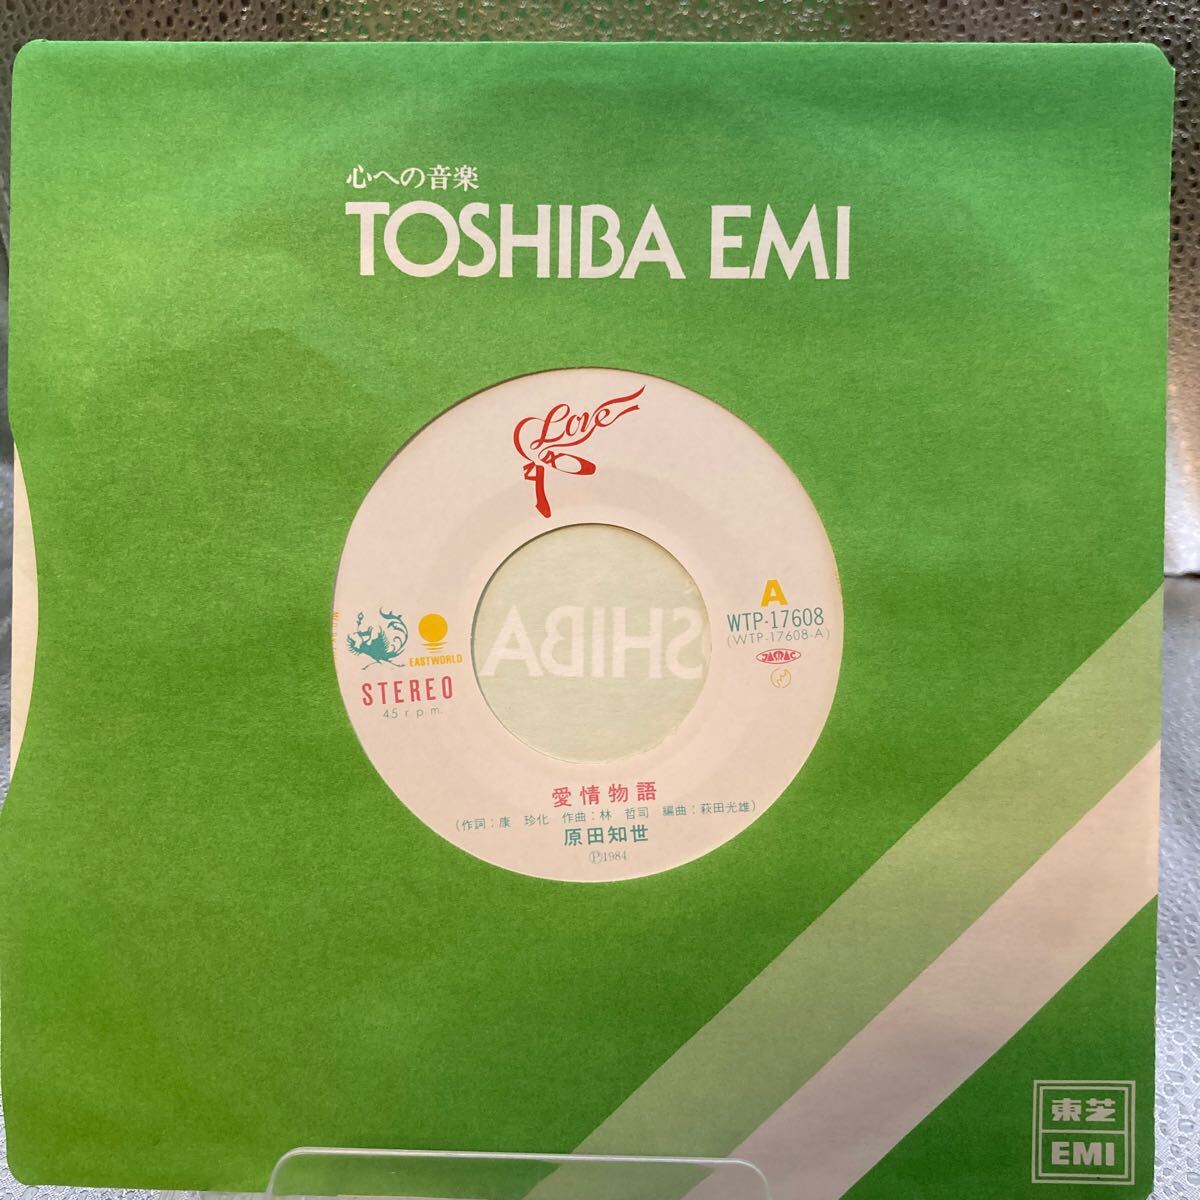 心への音楽
TOSHIBA EMI
Love
A
WTP-17608
(WTP-17608-A)
JASRAC
EASTWORLD
STEREO
45 r.p.m.
SHIBA
愛情物語
(作詞：康　珍化　作曲：林　哲司　編曲：萩田光雄)
原田知世
Ⓟ1984
東芝
EMI